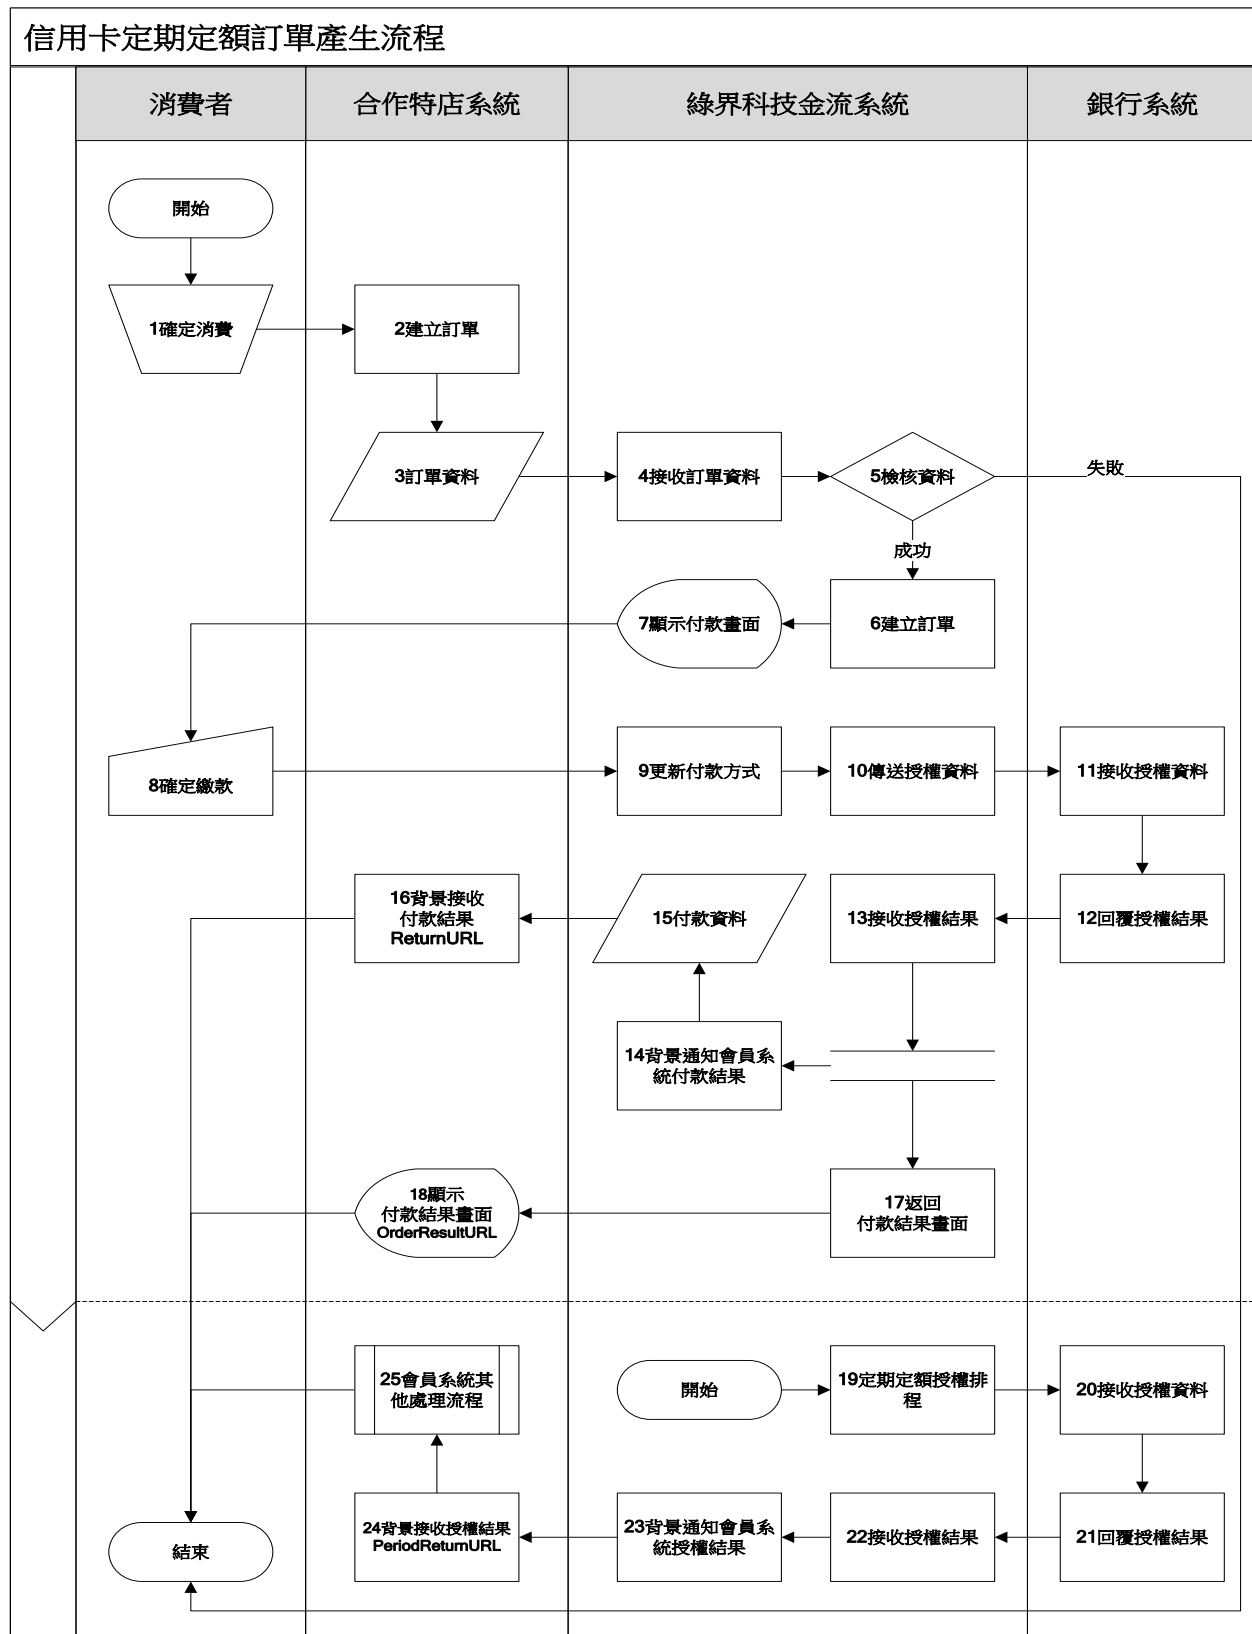 信用卡定期定額訂單產生流程
消費者
合作特店系統
綠界科技金流系統
銀行系統
開始
1確定消費
2建立訂單
3訂單資料
4接收訂單資料
5檢核資料
失敗
成功
7顯示付款畫面
6建立訂單
8確定繳款
9更新付款方式
10傳送授權資料
11接收授權資料
16背景接收
付款結果
ReturnURL
15付款資料
13接收授權結果
12回覆授權結果
14背景通知會員系
統付款結果
18顯示
付款結果畫面
OrderResultURL
17返回
付款結果畫面
25會員系統其
他處理流程
開始
19定期定額授權排
程
20接收授權資料
結束
24背景接收授權結果
PeriodReturnURL
23背景通知會員系
統授權結果
22接收授權結果
21回覆授權結果